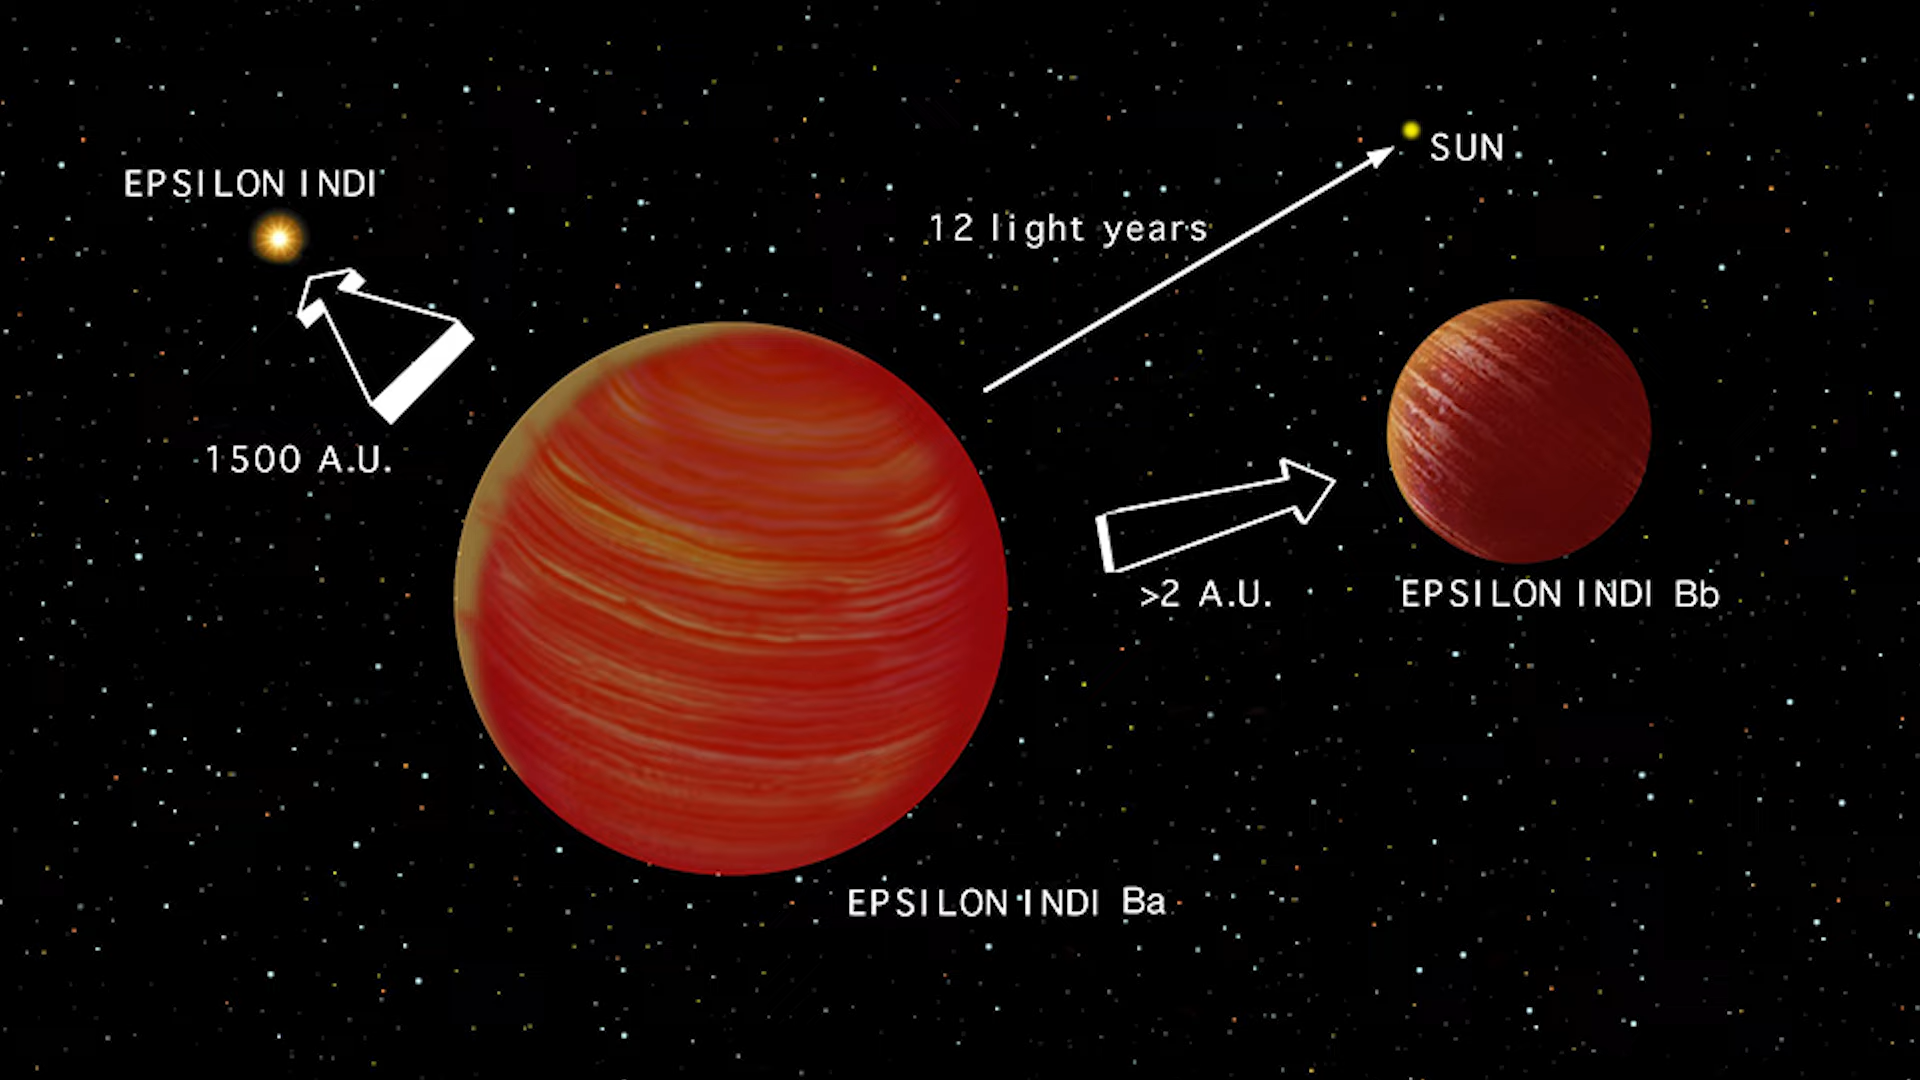 SUN
EPSILON INDI
12 light years
1500 A.U.
>2 A.U.
EPSILON INDI Bb
EPSILON INDI Ba